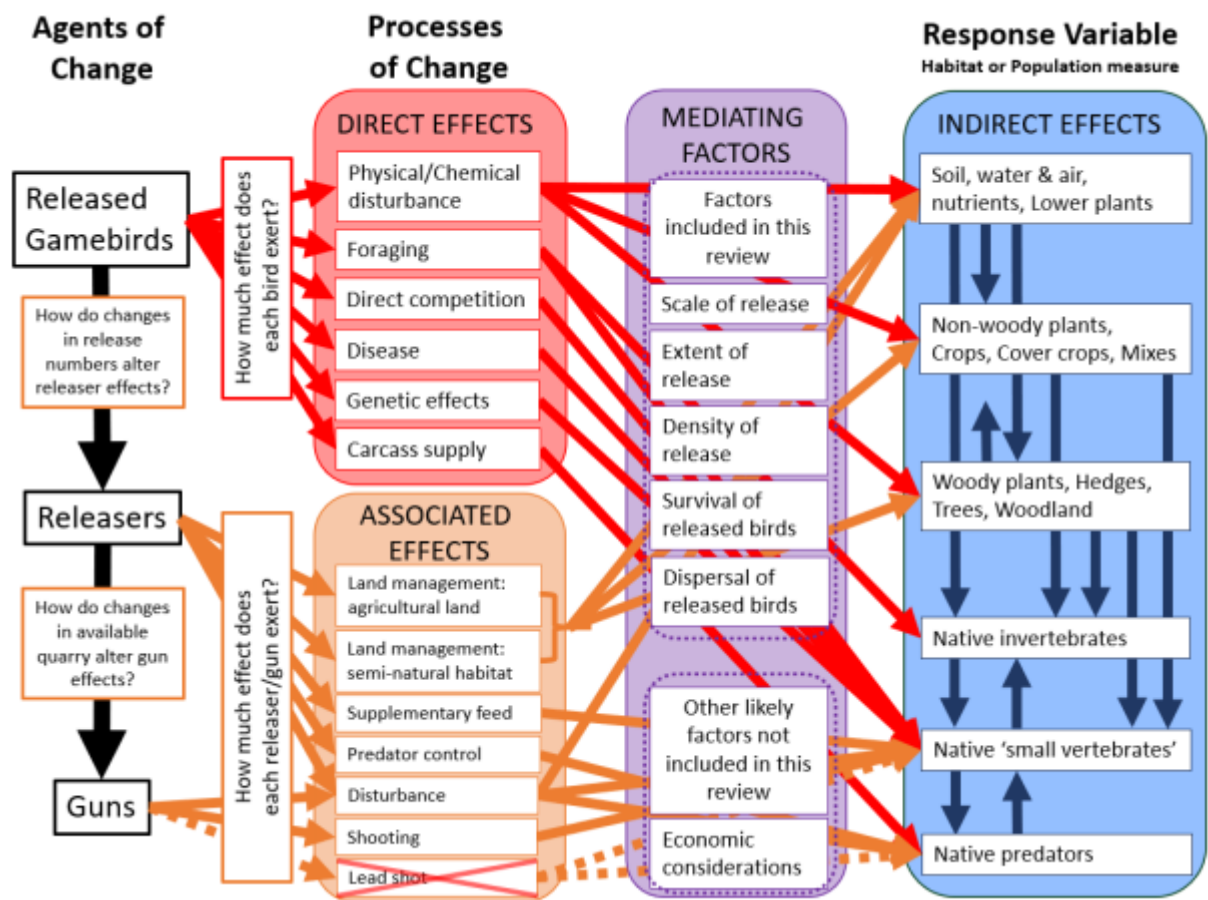 Agents of
Change
Processes
of Change
Response Variable
Habitat or Population measure
Released
Gamebirds
How do changes
in release
numbers alter
releaser effects?
Releasers
How do changes
in available
quarry alter gun
effects?
Guns
How much effect does
each bird exert?
How much effect does
each releaser/gun exert?
DIRECT EFFECTS
Physical/Chemical
disturbance
Foraging
Direct competition
Disease
Genetic effects
Carcass supply
ASSOCIATED
EFFECTS
Land management:
agricultural land
Land management:
semi-natural habitat
Supplementary feed
Predator control
Disturbance
Shooting
Lead shot
MEDIATING
FACTORS
Factors
included in this
review
Scale of release
Extent of
release
Density of
release
Survival of
released birds
Dispersal of
released birds
Other likely
factors not
included in this
review
Economic
considerations
INDIRECT EFFECTS
Soil, water & air,
nutrients, Lower plants
Non-woody plants,
Crops, Cover crops, Mixes
Woody plants, Hedges,
Trees, Woodland
Native invertebrates
Native ‘small vertebrates’
Native predators